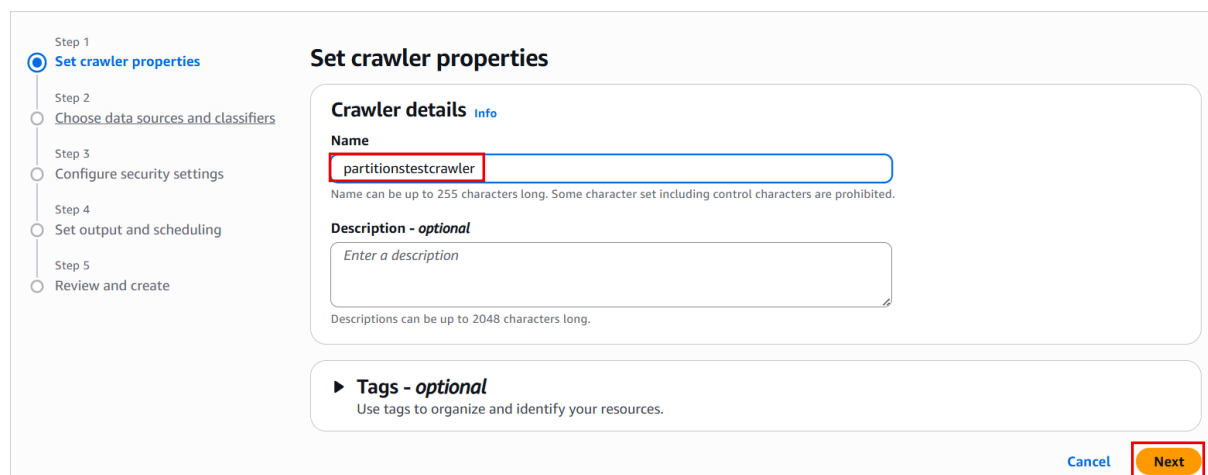 Step 1
Set crawler properties
Step 2
Choose data sources and classifiers
Step 3
Configure security settings
Step 4
Set output and scheduling
Step 5
Review and create
Set crawler properties
Crawler details Info
Name
partitionstestcrawler
Name can be up to 255 characters long. Some character set including control characters are prohibited.
Description - optional
Enter a description
Descriptions can be up to 2048 characters long.
Tags - optional
Use tags to organize and identify your resources.
Cancel Next